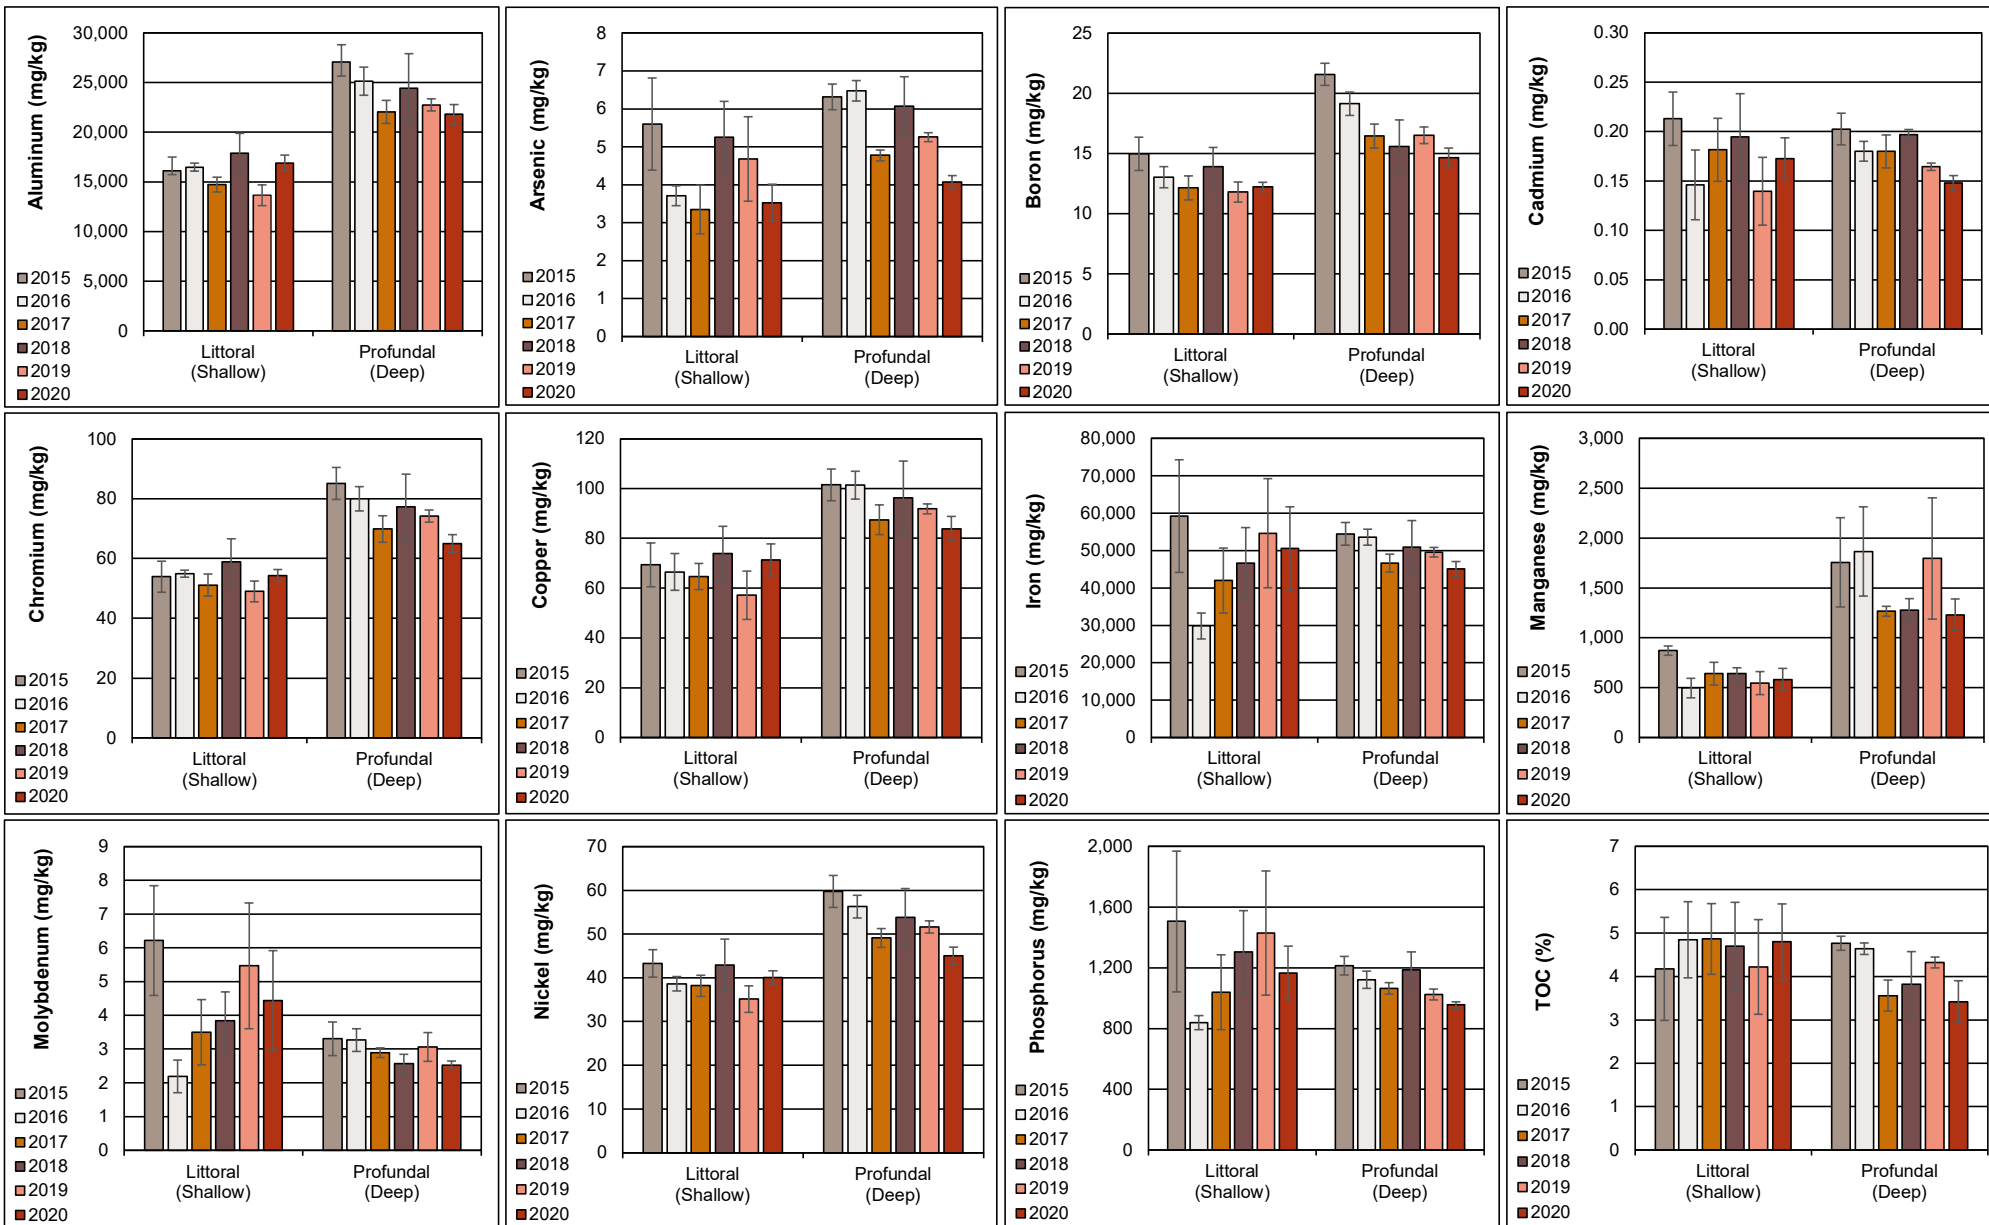 Aluminum (mg/kg)
30,000
25,000
20,000
15,000
10,000
5,000
0
2015
2016
2017
2018
2019
2020
Littoral
(Shallow)
Profundal
(Deep)
Arsenic (mg/kg)
8
7
6
5
4
3
2
1
0
2015
2016
2017
2018
2019
2020
Littoral
(Shallow)
Profundal
(Deep)
Boron (mg/kg)
25
20
15
10
5
0
2015
2016
2017
2018
2019
2020
Littoral
(Shallow)
Profundal
(Deep)
Cadmium (mg/kg)
0.30
0.25
0.20
0.15
0.10
0.05
0.00
2015
2016
2017
2018
2019
2020
Littoral
(Shallow)
Profundal
(Deep)
Chromium (mg/kg)
100
80
60
40
20
0
2015
2016
2017
2018
2019
2020
Littoral
(Shallow)
Profundal
(Deep)
Copper (mg/kg)
120
100
80
60
40
20
0
2015
2016
2017
2018
2019
2020
Littoral
(Shallow)
Profundal
(Deep)
Iron (mg/kg)
80,000
70,000
60,000
50,000
40,000
30,000
20,000
10,000
0
2015
2016
2017
2018
2019
2020
Littoral
(Shallow)
Profundal
(Deep)
Manganese (mg/kg)
3,000
2,500
2,000
1,500
1,000
500
0
2015
2016
2017
2018
2019
2020
Littoral
(Shallow)
Profundal
(Deep)
Molybdenum (mg/kg)
9
8
7
6
5
4
3
2
1
0
2015
2016
2017
2018
2019
2020
Littoral
(Shallow)
Profundal
(Deep)
Nickel (mg/kg)
70
60
50
40
30
20
10
0
2015
2016
2017
2018
2019
2020
Littoral
(Shallow)
Profundal
(Deep)
Phosphorus (mg/kg)
2,000
1,600
1,200
800
400
0
2015
2016
2017
2018
2019
2020
Littoral
(Shallow)
Profundal
(Deep)
TOC (%)
7
6
5
4
3
2
1
0
2015
2016
2017
2018
2019
2020
Littoral
(Shallow)
Profundal
(Deep)